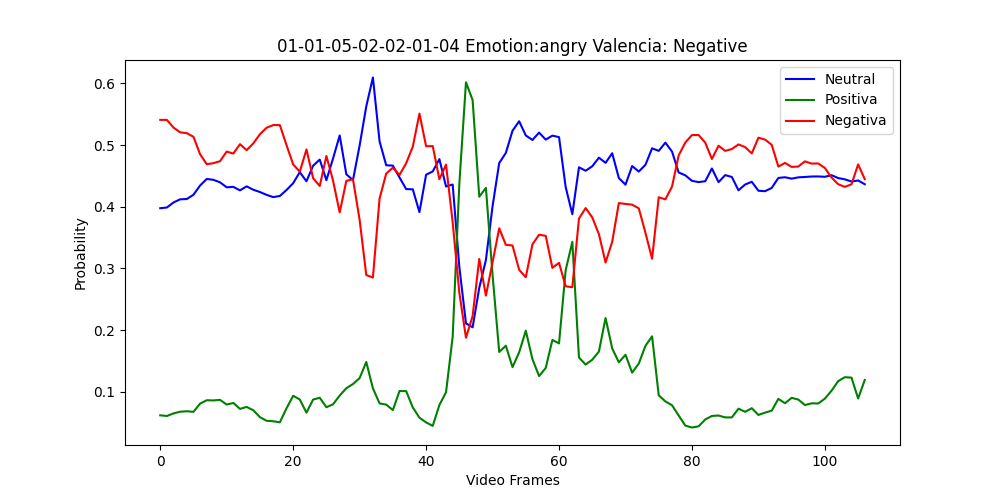 01-01-05-02-02-01-04 Emotion:angry Valencia: Negative
Neutral
Positiva
Negativa
Probability
0.6
0.5
0.4
0.3
0.2
0.1
0 20 40 60 80 100
Video Frames